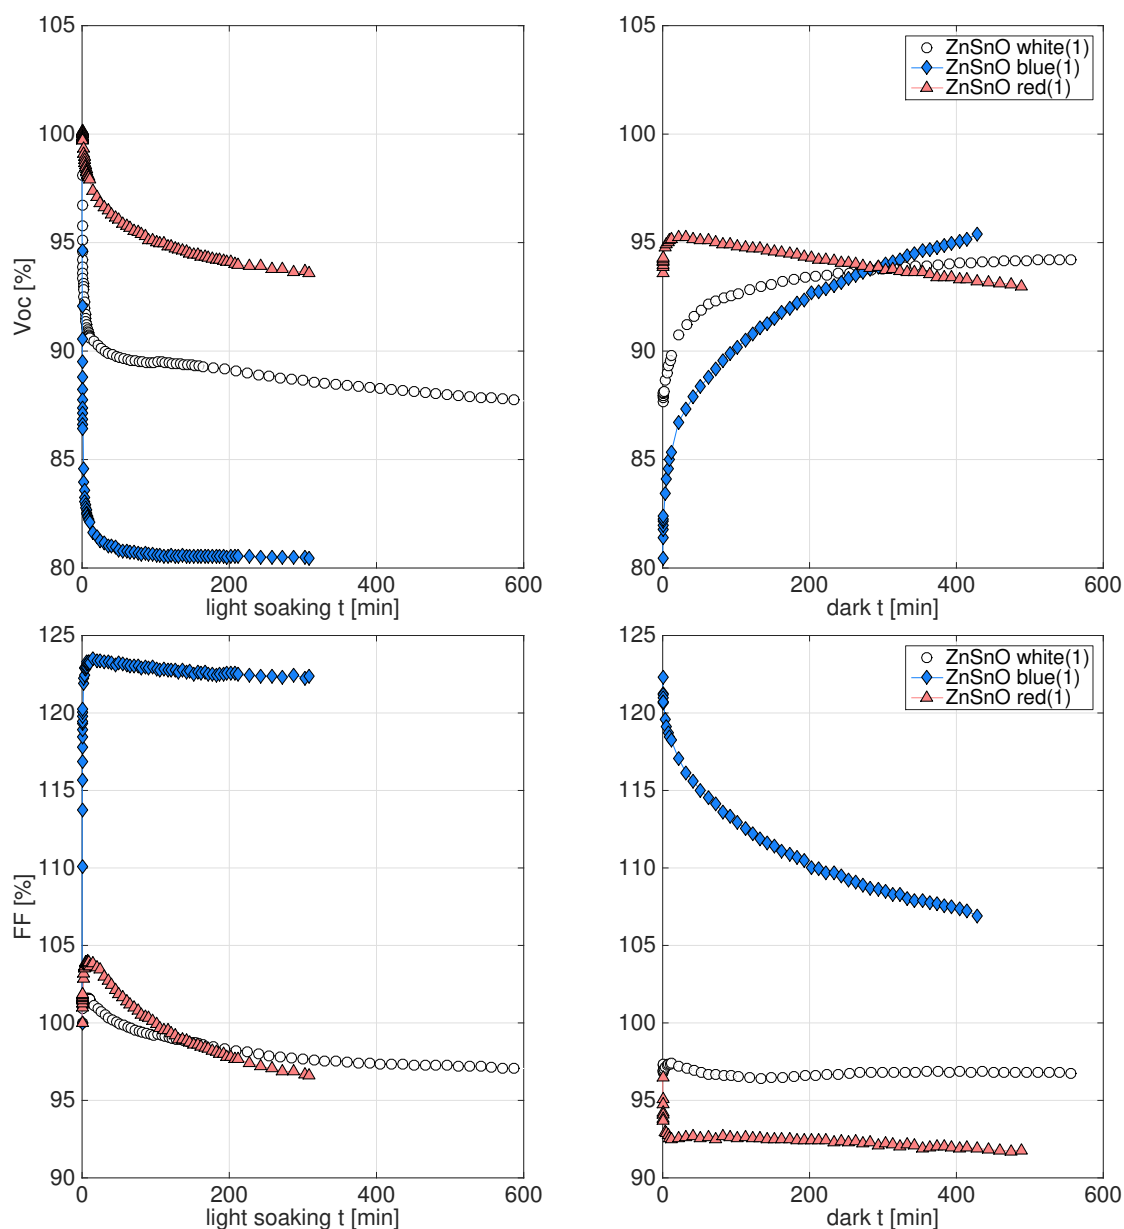 105
100
95
90
85
80
Voc [%]
0 200 400 600
light soaking t [min]
105
100
95
90
85
80
ZnSnO white(1)
ZnSnO blue(1)
ZnSnO red(1)
0 200 400 600
dark t [min]
125
120
115
110
105
100
95
90
FF [%]
0 200 400 600
light soaking t [min]
125
120
115
110
105
100
95
90
ZnSnO white(1)
ZnSnO blue(1)
ZnSnO red(1)
0 200 400 600
dark t [min]